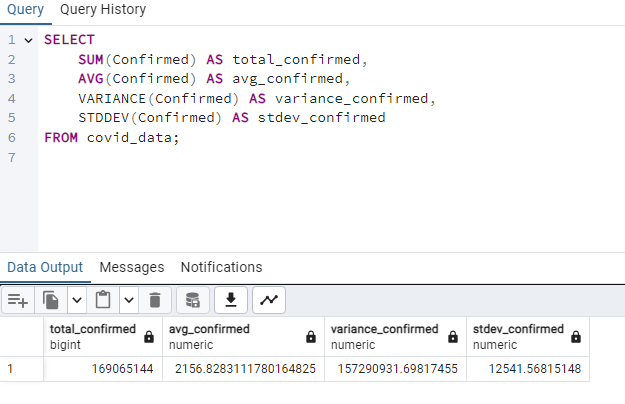 Query Query History
1 SELECT
2 SUM(Confirmed) AS total_confirmed,
3 AVG(Confirmed) AS avg_confirmed,
4 VARIANCE(Confirmed) AS variance_confirmed,
5 STDDEV(Confirmed) AS stdev_confirmed
6 FROM covid_data;
7
Data Output Messages Notifications
total_confirmed avg_confirmed variance_confirmed stdev_confirmed
bigint numeric numeric numeric
1 169065144 2156.8283111780164825 157290931.69817455 12541.56815148